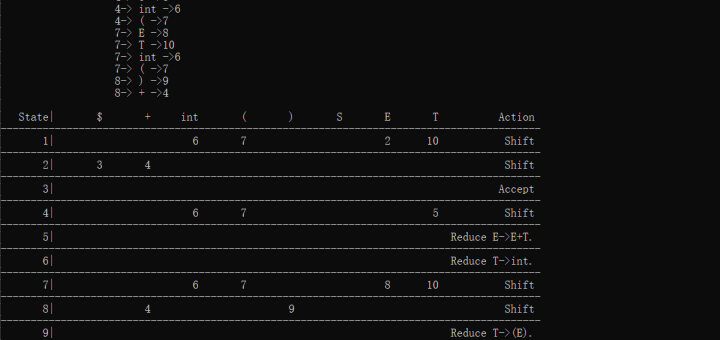 4-> int ->6
4-> ( ->7
7-> E ->8
7-> T ->10
7-> int ->6
7-> ( ->7
8-> ) ->9
8-> + ->4
State| $ + int ( ) S E T Action
1| 6 7 2 10 Shift
2| 3 4 Shift
3| Accept
4| 6 7 5 Shift
5| Reduce E->E+T.
6| Reduce T->int.
7| 6 7 8 10 Shift
8| 4 9 Shift
9| Reduce T->(E).